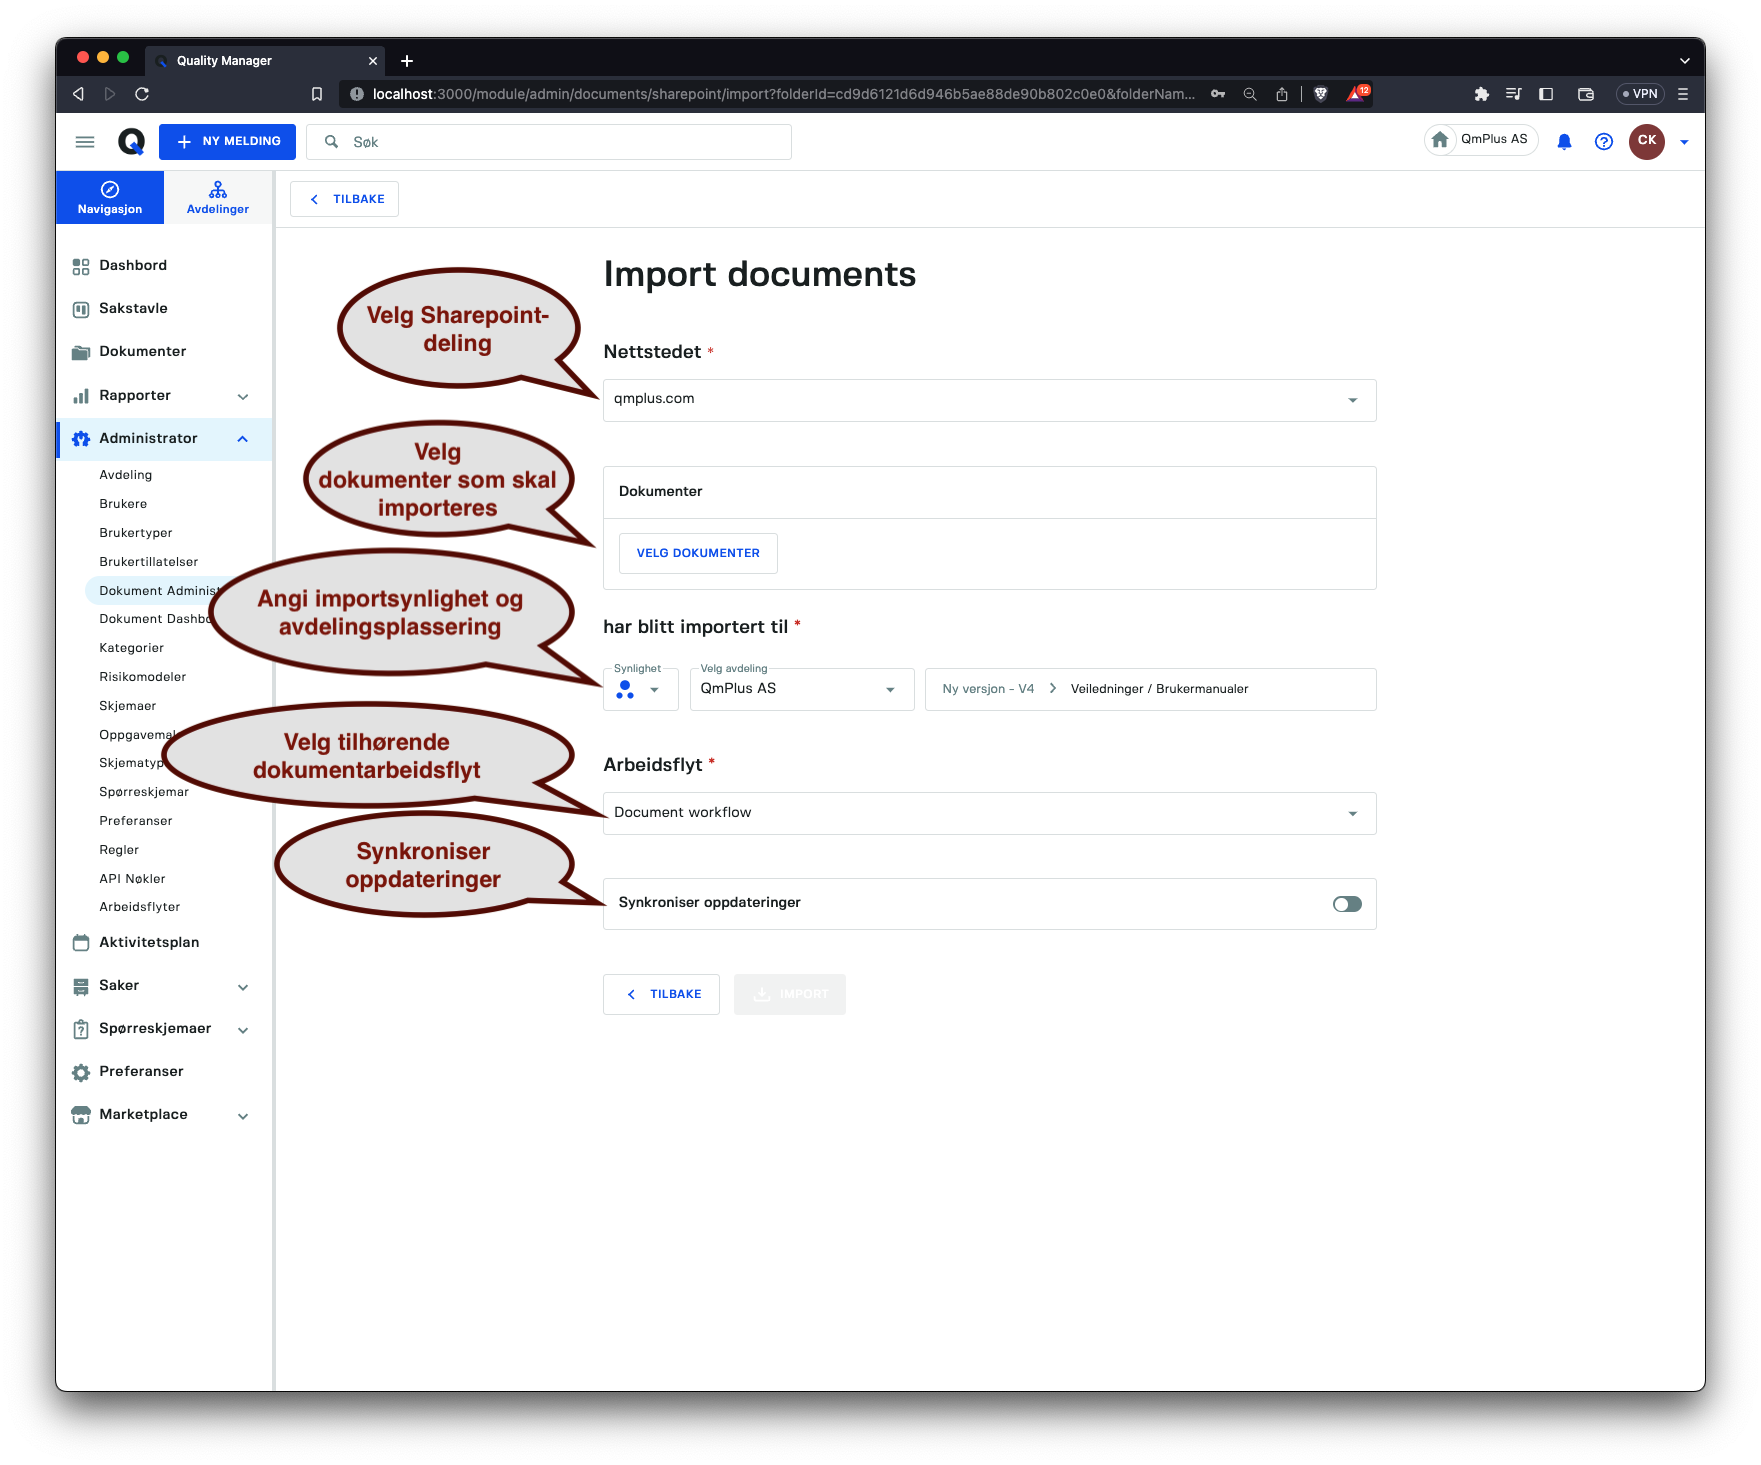 Quality Manager
localhost:3000/module/admin/documents/sharepoint/import?folderId=cd9d6121d6d946b5ae88de90b802c0e0&folderNam...
12
VPN
NY MELDING
Søk
QmPlus AS
CK
Navigasjon
Avdelinger
TILBAKE
Dashbord
Sakstavle
Dokumenter
Rapporter
Administrator
Avdeling
Brukere
Brukertyper
Brukertillatelser
Dokument Administ
Dokument Dashbo
Kategorier
Risikomodeler
Skjemaer
Oppgavemal
Skjematyp
Spørreskjemar
Preferanser
Regler
API Nøkler
Arbeidsflyter
Aktivitetsplan
Saker
Spørreskjemaer
Preferanser
Marketplace
Import documents
Velg Sharepoint-
deling
Nettstedet *
qmplus.com
Velg
dokumenter som skal
importeres
Dokumenter
VELG DOKUMENTER
Angi importsynlighet og
avdelingsplassering
har blitt importert til *
Synlighet
Velg avdeling
QmPlus AS
Ny versjon - V4 > Veiledninger / Brukermanualer
Velg tilhørende
dokumentarbeidsflyt
Arbeidsflyt *
Document workflow
Synkroniser
oppdateringer
Synkroniser oppdateringer
TILBAKE
IMPORT